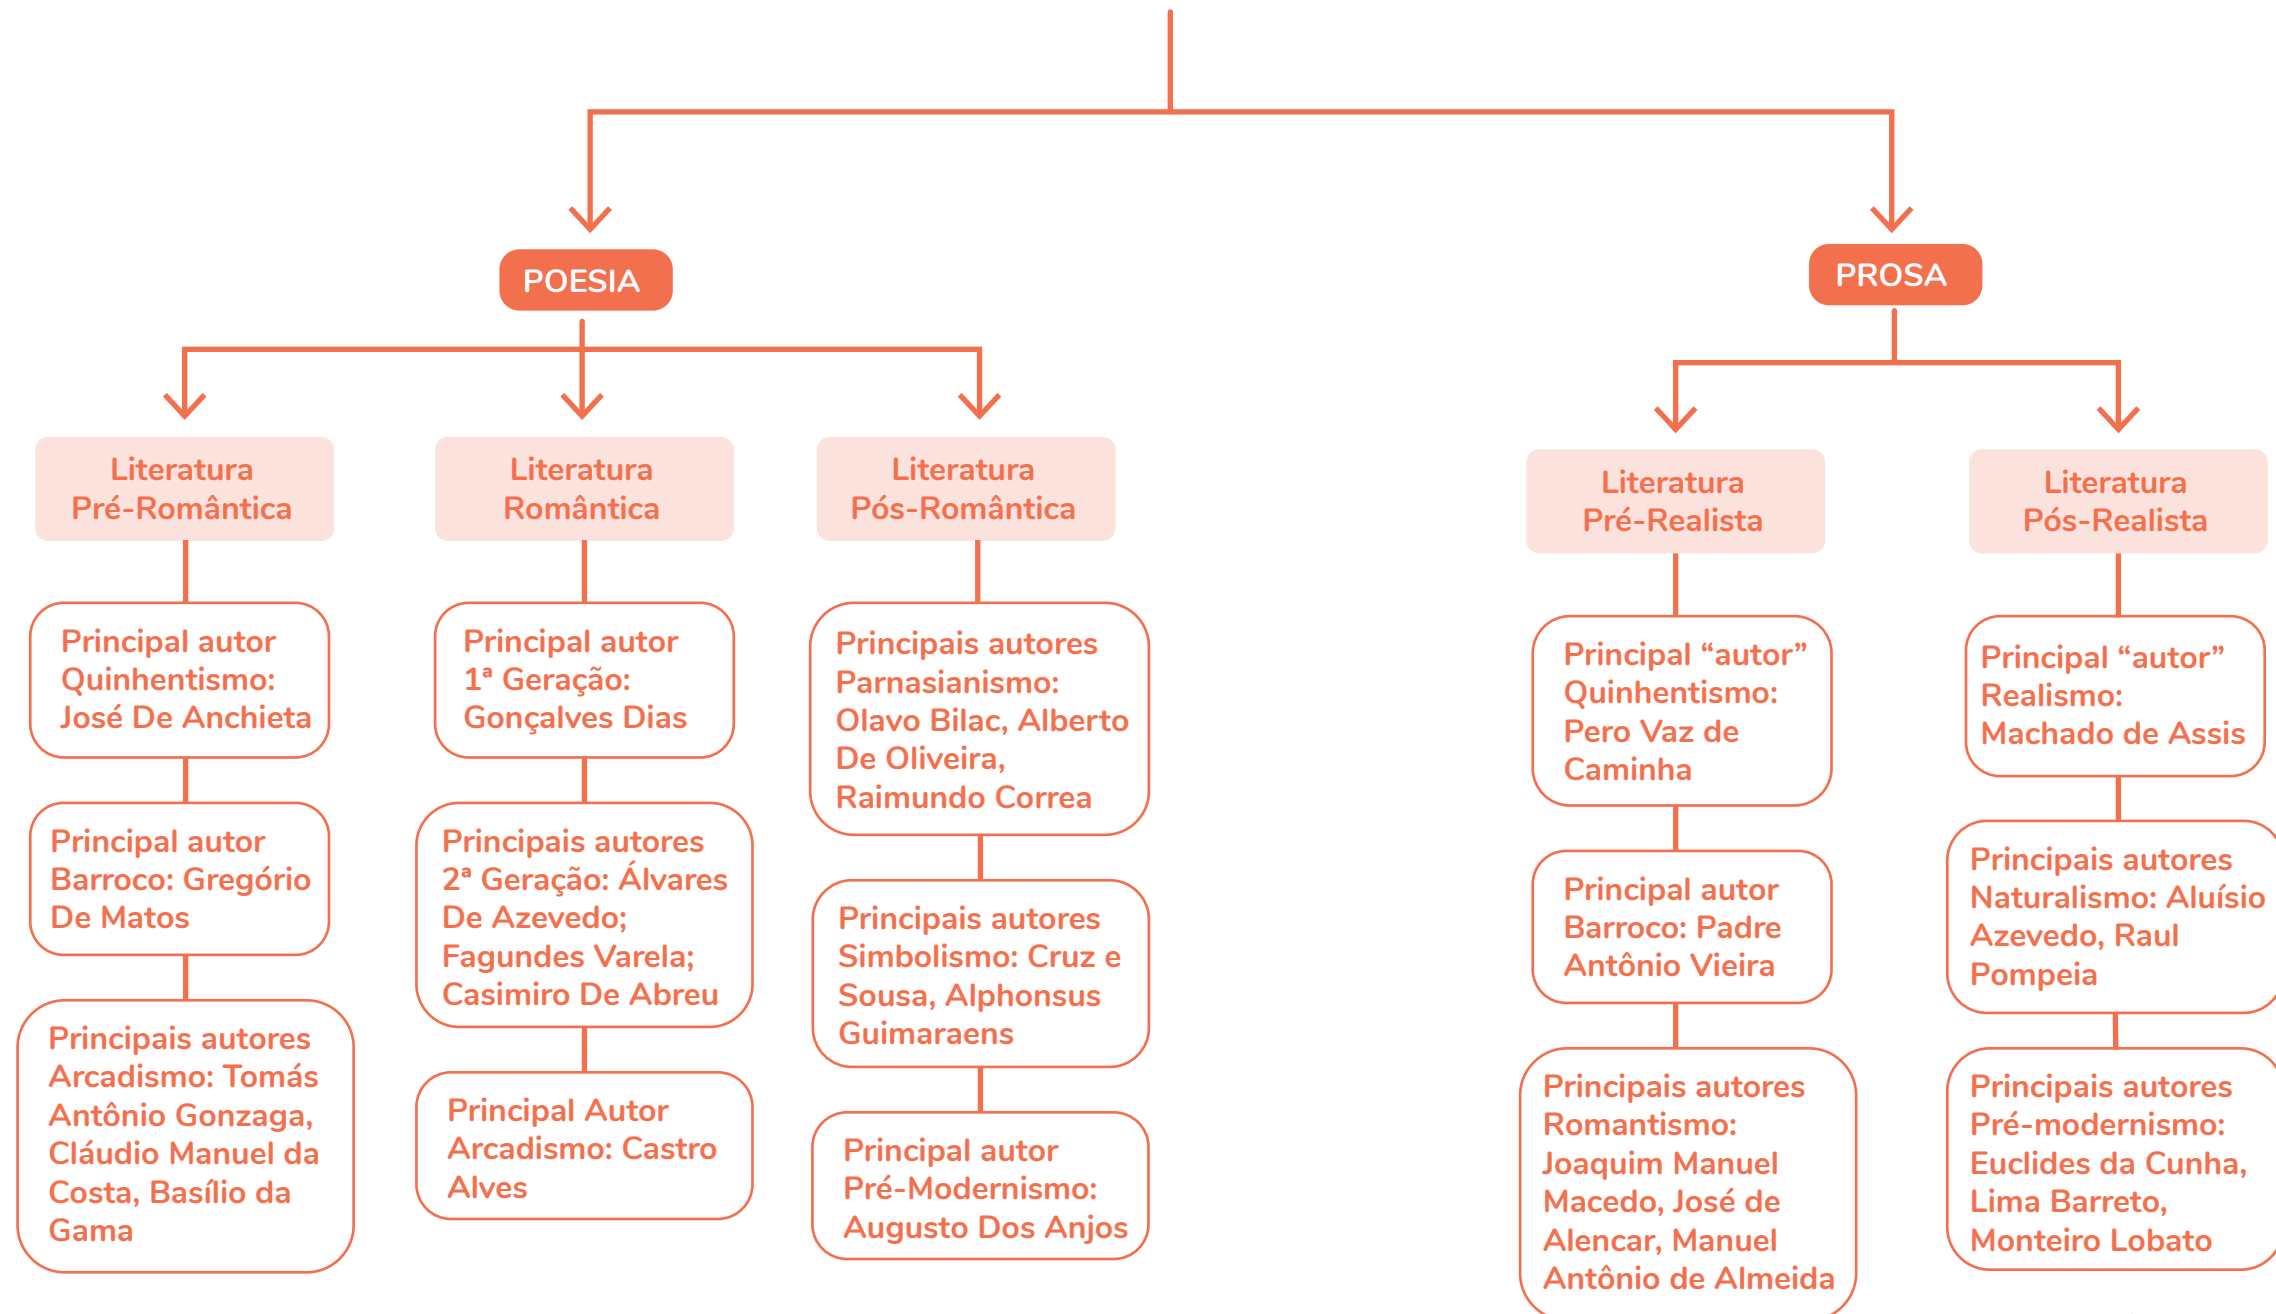 POESIA
PROSA
Literatura
Pré-Romântica
Principal autor
Quinhentismo:
José De Anchieta
Principal autor
Barroco: Gregório
De Matos
Principais autores
Arcadismo: Tomás
Antônio Gonzaga,
Cláudio Manuel da
Costa, Basílio da
Gama
Literatura
Romântica
Principal autor
1ª Geração:
Gonçalves Dias
Principais autores
2ª Geração: Álvares
De Azevedo;
Fagundes Varela;
Casimiro De Abreu
Principal Autor
Arcadismo: Castro
Alves
Literatura
Pós-Romântica
Principais autores
Parnasianismo:
Olavo Bilac, Alberto
De Oliveira,
Raimundo Correa
Principais autores
Simbolismo: Cruz e
Sousa, Alphonsus
Guimaraens
Principal autor
Pré-Modernismo:
Augusto Dos Anjos
Literatura
Pré-Realista
Principal “autor”
Quinhentismo:
Pero Vaz de
Caminha
Principal autor
Barroco: Padre
Antônio Vieira
Principais autores
Romantismo:
Joaquim Manuel
Macedo, José de
Alencar, Manuel
Antônio de Almeida
Literatura
Pós-Realista
Principal “autor”
Realismo:
Machado de Assis
Principais autores
Naturalismo: Aluísio
Azevedo, Raul
Pompeia
Principais autores
Pré-modernismo:
Euclides da Cunha,
Lima Barreto,
Monteiro Lobato